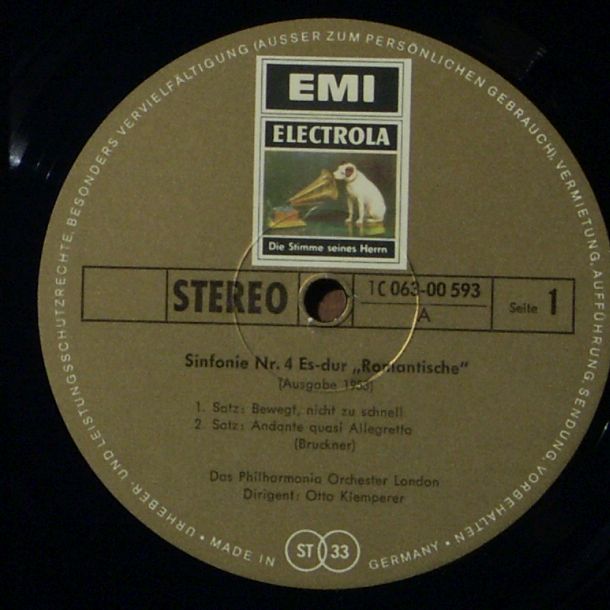 URHEBER- UND LEISTUNGSSCHUTZRECHTE, BESONDERS VERVIELFÄLTIGUNG (AUSSER ZUM PERSÖNLICHEN GEBRAUCH), VERMIETUNG, AUFFÜHRUNG, SENDUNG, VORBEHALTEN
EMI
ELECTROLA
Die Stimme seines Herrn
STEREO
1C 063-00 593
A
Seite 1
Sinfonie Nr. 4 Es-dur „Romantische"
(Ausgabe 1953)
1. Satz: Bewegt, nicht zu schnell
2. Satz: Andante quasi Allegretto
(Bruckner)
Das Philharmonia Orchester London
Dirigent: Otto Klemperer
• MADE IN GERMANY •
ST 33